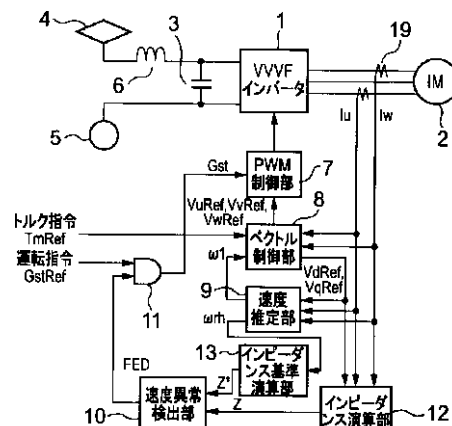 1
19
4
3
VVVF
インバータ
IM
6
Iu
Iw
2
5
Gst
PWM
制御部
7
VuRef,VvRef,
VwRef
8
トルク指令
TmRef
ベクトル
制御部
運転指令
GstRef
ω1
VdRef,
VqRef
11
9
速度
推定部
ωrh
13
インピーダ
ンス基準
演算部
FED
Z*
10
速度異常
検出部
Z
インピーダ
ンス演算部
12